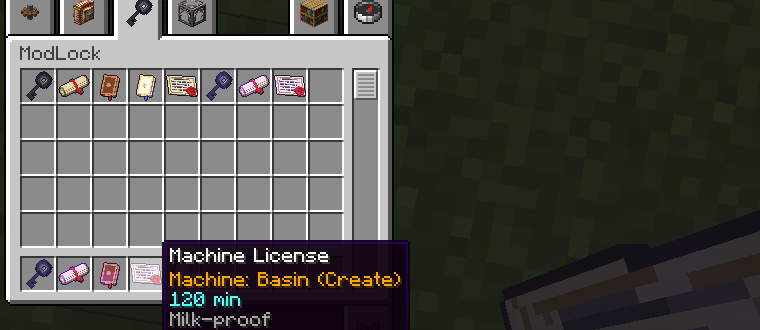 ModLock
Machine License
Machine: Basin (Create)
120 min
Milk-proof